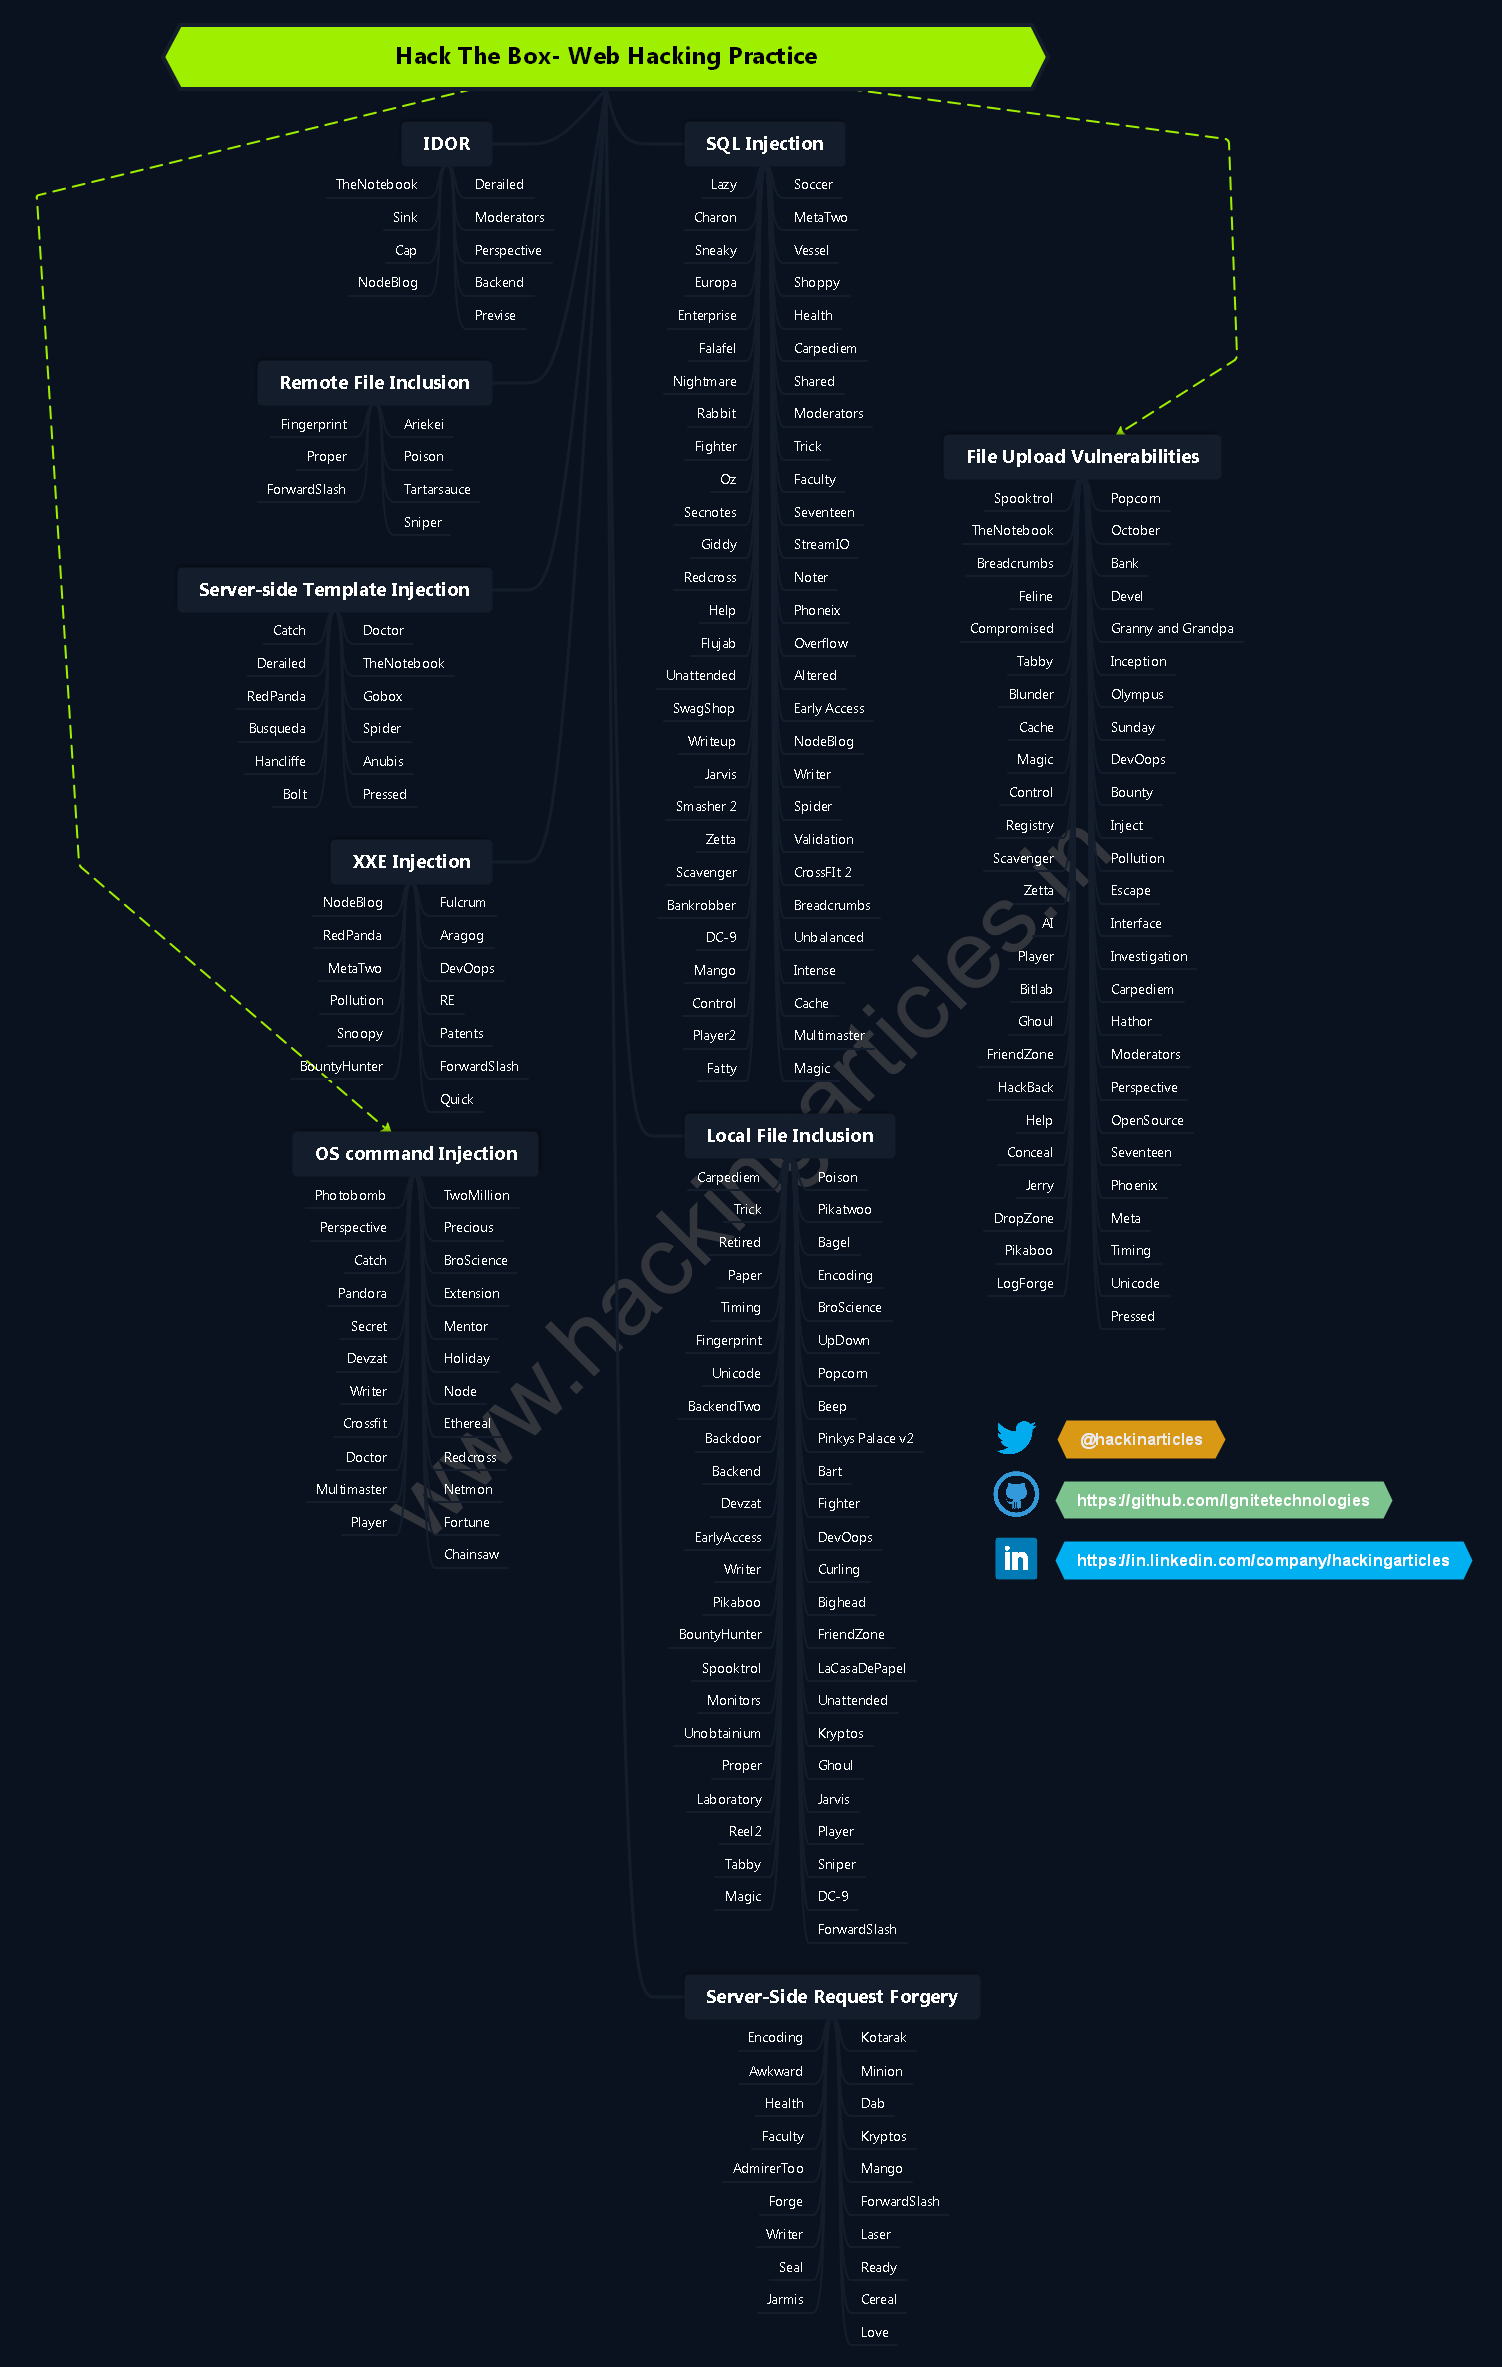 Hack The Box- Web Hacking Practice
IDOR
TheNotebook
Sink
Cap
NodeBlog
Derailed
Moderators
Perspective
Backend
Previse
Remote File Inclusion
Fingerprint
Proper
ForwardSlash
Ariekei
Poison
Tartarsauce
Sniper
Server-side Template Injection
Catch
Derailed
RedPanda
Busqueda
Hancliffe
Bolt
Doctor
TheNotebook
Gobox
Spider
Anubis
Pressed
XXE Injection
NodeBlog
RedPanda
MetaTwo
Pollution
Snoopy
BountyHunter
Fulcrum
Aragog
DevOops
RE
Patents
ForwardSlash
Quick
OS command Injection
Photobomb
Perspective
Catch
Pandora
Secret
Devzat
Writer
Crossfit
Doctor
Multimaster
Player
TwoMillion
Precious
BroScience
Extension
Mentor
Holiday
Node
Ethereal
Redcross
Netmon
Fortune
Chainsaw
SQL Injection
Lazy
Charon
Sneaky
Europa
Enterprise
Falafel
Nightmare
Rabbit
Fighter
Oz
Secnotes
Giddy
Redcross
Help
Flujab
Unattended
SwagShop
Writeup
Jarvis
Smasher 2
Zetta
Scavenger
Bankrobber
DC-9
Mango
Control
Player2
Fatty
Soccer
MetaTwo
Vessel
Shoppy
Health
Carpediem
Shared
Moderators
Trick
Faculty
Seventeen
StreamIO
Noter
Phoneix
Overflow
Altered
Early Access
NodeBlog
Writer
Spider
Validation
CrossFIt 2
Breadcrumbs
Unbalanced
Intense
Cache
Multimaster
Magic
Local File Inclusion
Carpediem
Trick
Retired
Paper
Timing
Fingerprint
Unicode
BackendTwo
Backdoor
Backend
Devzat
EarlyAccess
Writer
Pikaboo
BountyHunter
Spooktrol
Monitors
Unobtainium
Proper
Laboratory
Reel2
Tabby
Magic
Poison
Pikatwoo
Bagel
Encoding
BroScience
UpDown
Popcorn
Beep
Pinkys Palace v2
Bart
Fighter
DevOops
Curling
Bighead
FriendZone
LaCasaDePapel
Unattended
Kryptos
Ghoul
Jarvis
Player
Sniper
DC-9
ForwardSlash
Server-Side Request Forgery
Encoding
Awkward
Health
Faculty
AdmirerToo
Forge
Writer
Seal
Jarmis
Kotarak
Minion
Dab
Kryptos
Mango
ForwardSlash
Laser
Ready
Cereal
Love
File Upload Vulnerabilities
Spooktrol
TheNotebook
Breadcrumbs
Feline
Compromised
Tabby
Blunder
Cache
Magic
Control
Registry
Scavenger
Zetta
AI
Player
Bitlab
Ghoul
FriendZone
HackBack
Help
Conceal
Jerry
DropZone
Pikaboo
LogForge
Popcorn
October
Bank
Devel
Granny and Grandpa
Inception
Olympus
Sunday
DevOops
Bounty
Inject
Pollution
Escape
Interface
Investigation
Carpediem
Hathor
Moderators
Perspective
OpenSource
Seventeen
Phoenix
Meta
Timing
Unicode
Pressed
@hackinarticles
https://github.com/Ignitetechnologies
in
https://in.linkedin.com/company/hackingarticles
www.hackingarticles.in